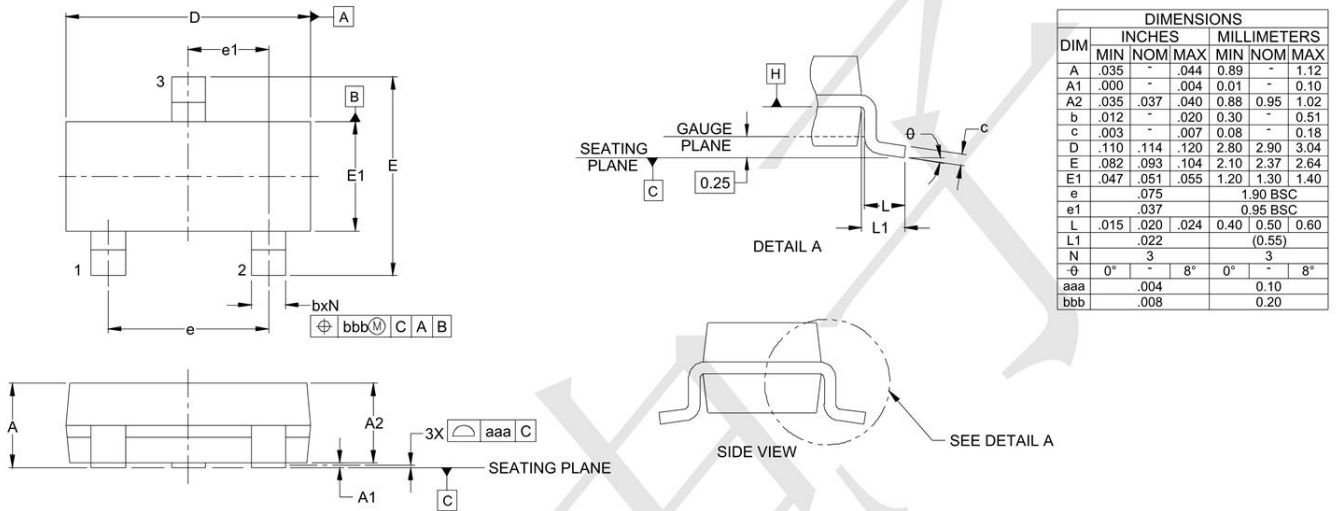 D
A
e1
3
B
E1
E
1
2
bxN
⌖ bbbⓂ C A B
e
A
A2
3X ⌓ aaa C
SEATING PLANE
A1
C
H
GAUGE
PLANE
SEATING
PLANE
C
0.25
θ
c
L
L1
DETAIL A
SIDE VIEW
SEE DETAIL A
DIMENSIONS
DIM INCHES MILLIMETERS
MIN NOM MAX MIN NOM MAX
A .035 - .044 0.89 - 1.12
A1 .000 - .004 0.01 - 0.10
A2 .035 .037 .040 0.88 0.95 1.02
b .012 - .020 0.30 - 0.51
c .003 - .007 0.08 - 0.18
D .110 .114 .120 2.80 2.90 3.04
E .082 .093 .104 2.10 2.37 2.64
E1 .047 .051 .055 1.20 1.30 1.40
e .075 1.90 BSC
e1 .037 0.95 BSC
L .015 .020 .024 0.40 0.50 0.60
L1 .022 (0.55)
N 3 3
θ 0° - 8° 0° - 8°
aaa .004 0.10
bbb .008 0.20